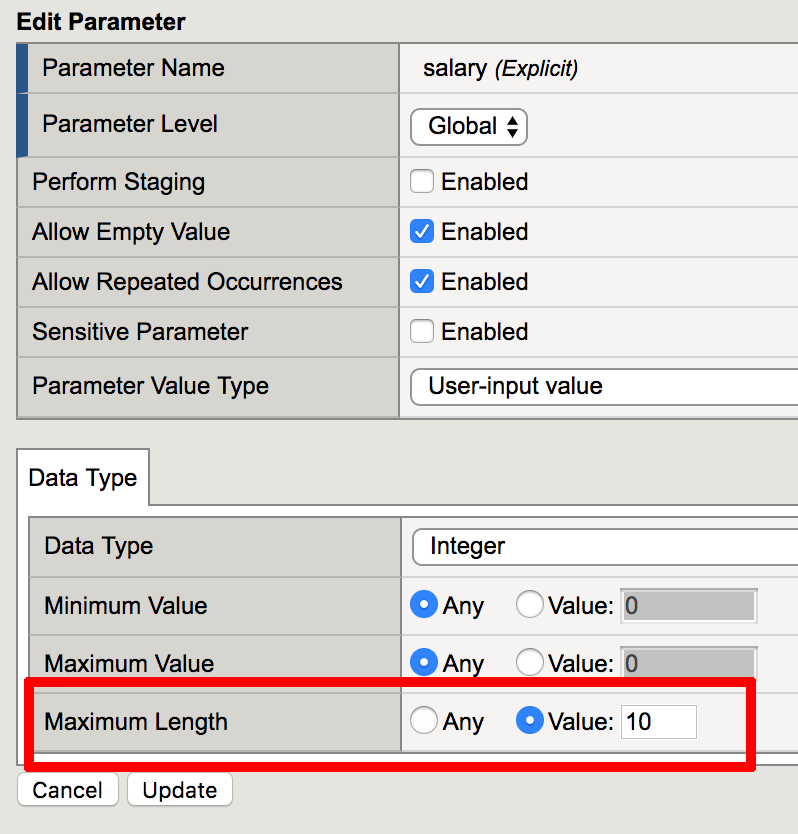 Edit Parameter
Parameter Name salary (Explicit)
Parameter Level Global
Perform Staging Enabled
Allow Empty Value Enabled
Allow Repeated Occurrences Enabled
Sensitive Parameter Enabled
Parameter Value Type User-input value
Data Type
Data Type Integer
Minimum Value Any Value: 0
Maximum Value Any Value: 0
Maximum Length Any Value: 10
Cancel Update